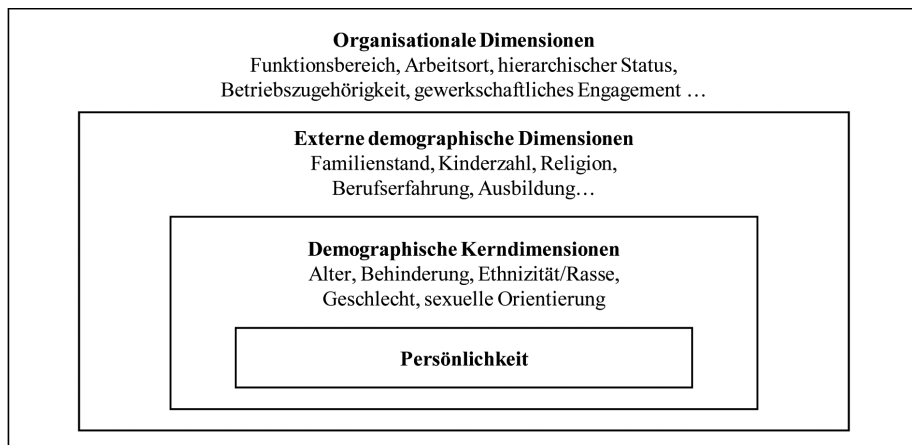 Organisationale Dimensionen
Funktionsbereich, Arbeitsort, hierarchischer Status,
Betriebszugehörigkeit, gewerkschaftliches Engagement …
Externe demographische Dimensionen
Familienstand, Kinderzahl, Religion,
Berufserfahrung, Ausbildung…
Demographische Kerndimensionen
Alter, Behinderung, Ethnizität/Rasse,
Geschlecht, sexuelle Orientierung
Persönlichkeit